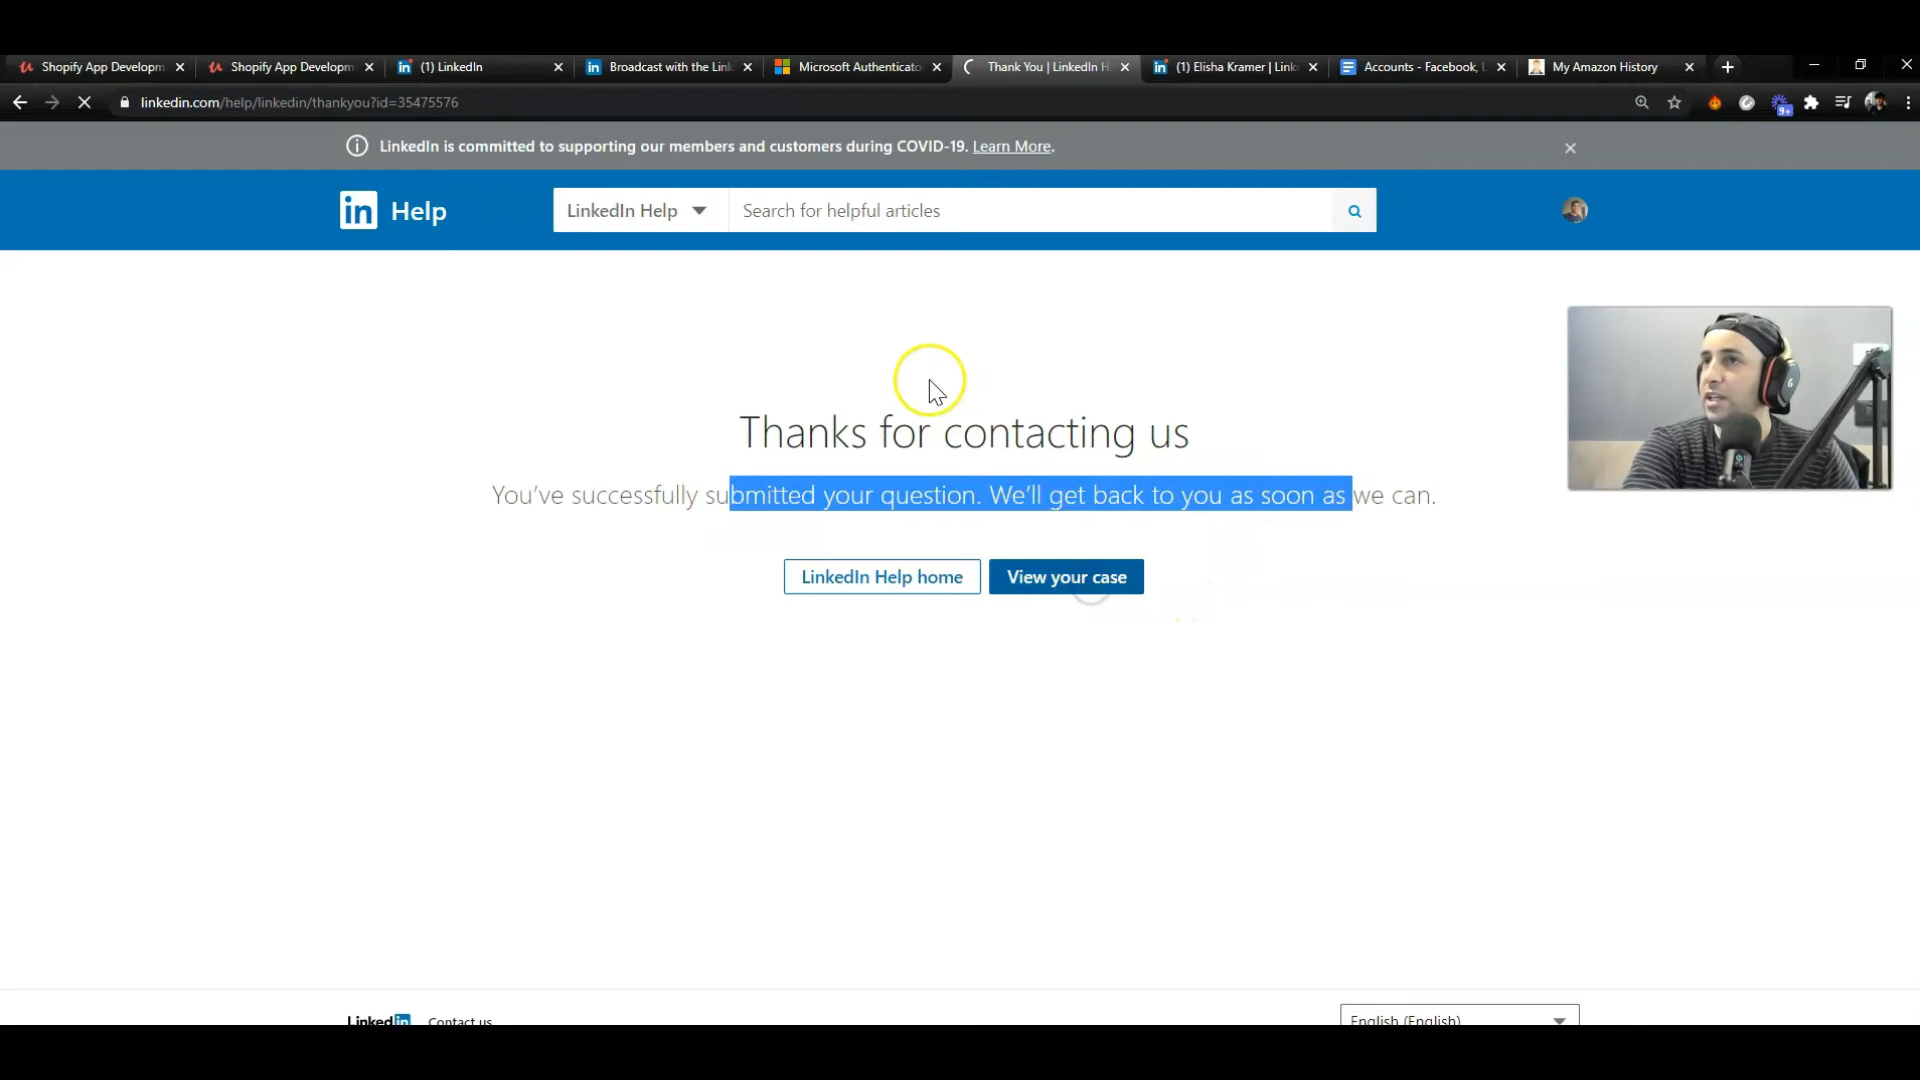 Shopify App Developm
Shopify App Developm
(1) LinkedIn
Broadcast with the Link
Microsoft Authenticato
Thank You | LinkedIn H
(1) Elisha Kramer | Link
Accounts - Facebook, L
My Amazon History
linkedin.com/help/linkedin/thankyou?id=35475576
9+
LinkedIn is committed to supporting our members and customers during COVID-19. Learn More.
in Help
LinkedIn Help
Search for helpful articles
Thanks for contacting us
You've successfully submitted your question. We'll get back to you as soon as we can.
LinkedIn Help home
View your case
Linkedin
Contact us
English (English)